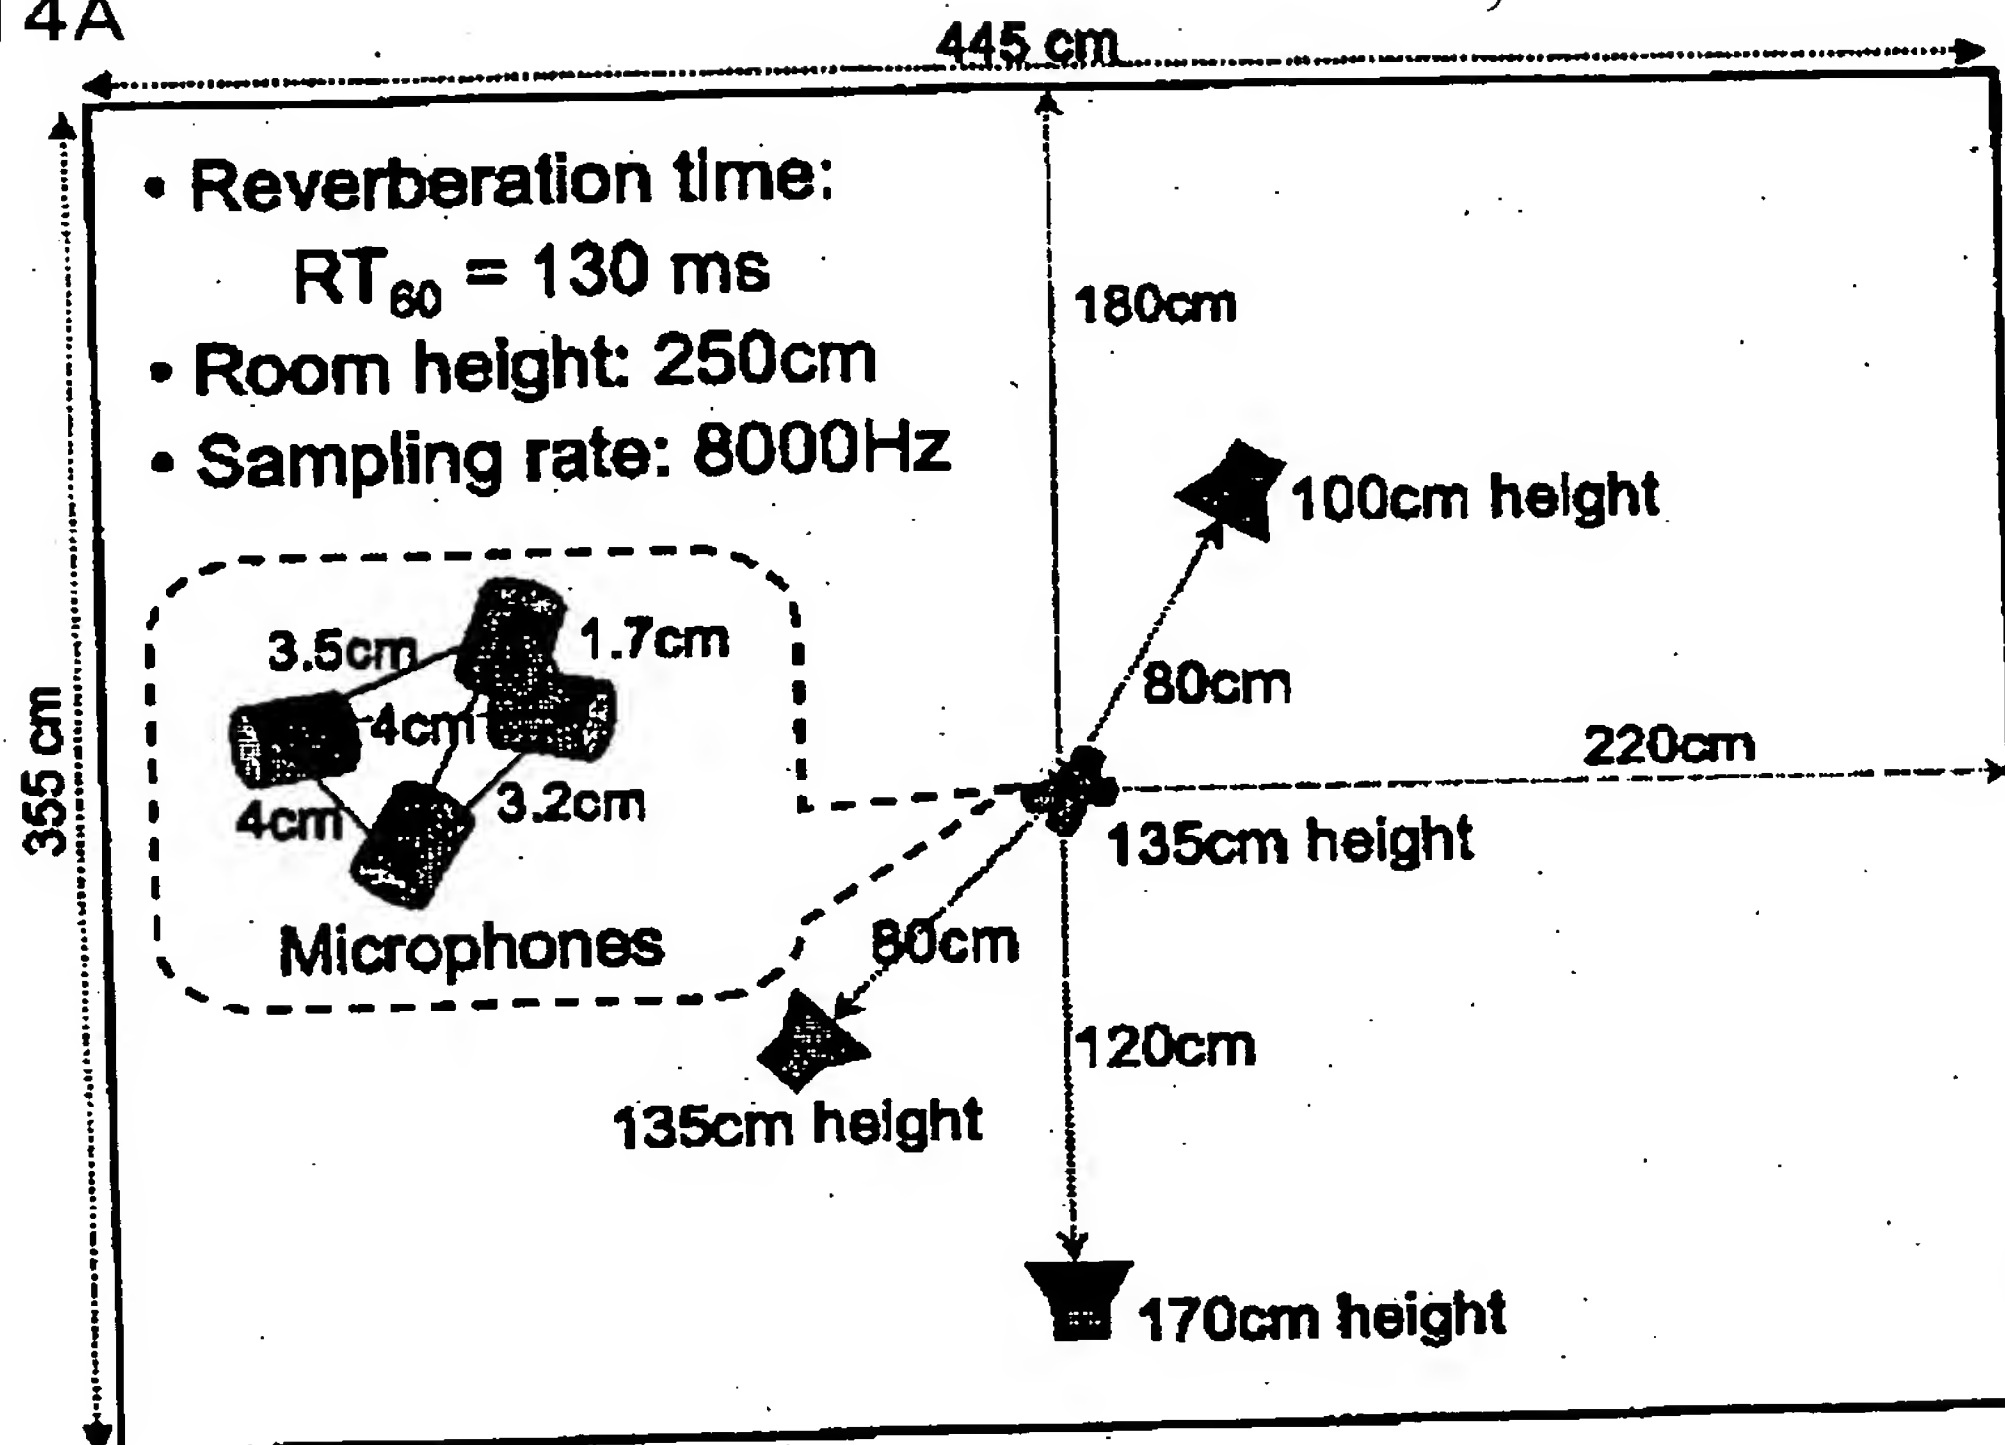 4A
445 cm
• Reverberation time:
RT60 = 130 ms
• Room height: 250cm
• Sampling rate: 8000Hz
180cm
100cm height
3.5cm
1.7cm
4cm
80cm
220cm
355 cm
4cm
3.2cm
135cm height
Microphones
80cm
120cm
135cm height
170cm height